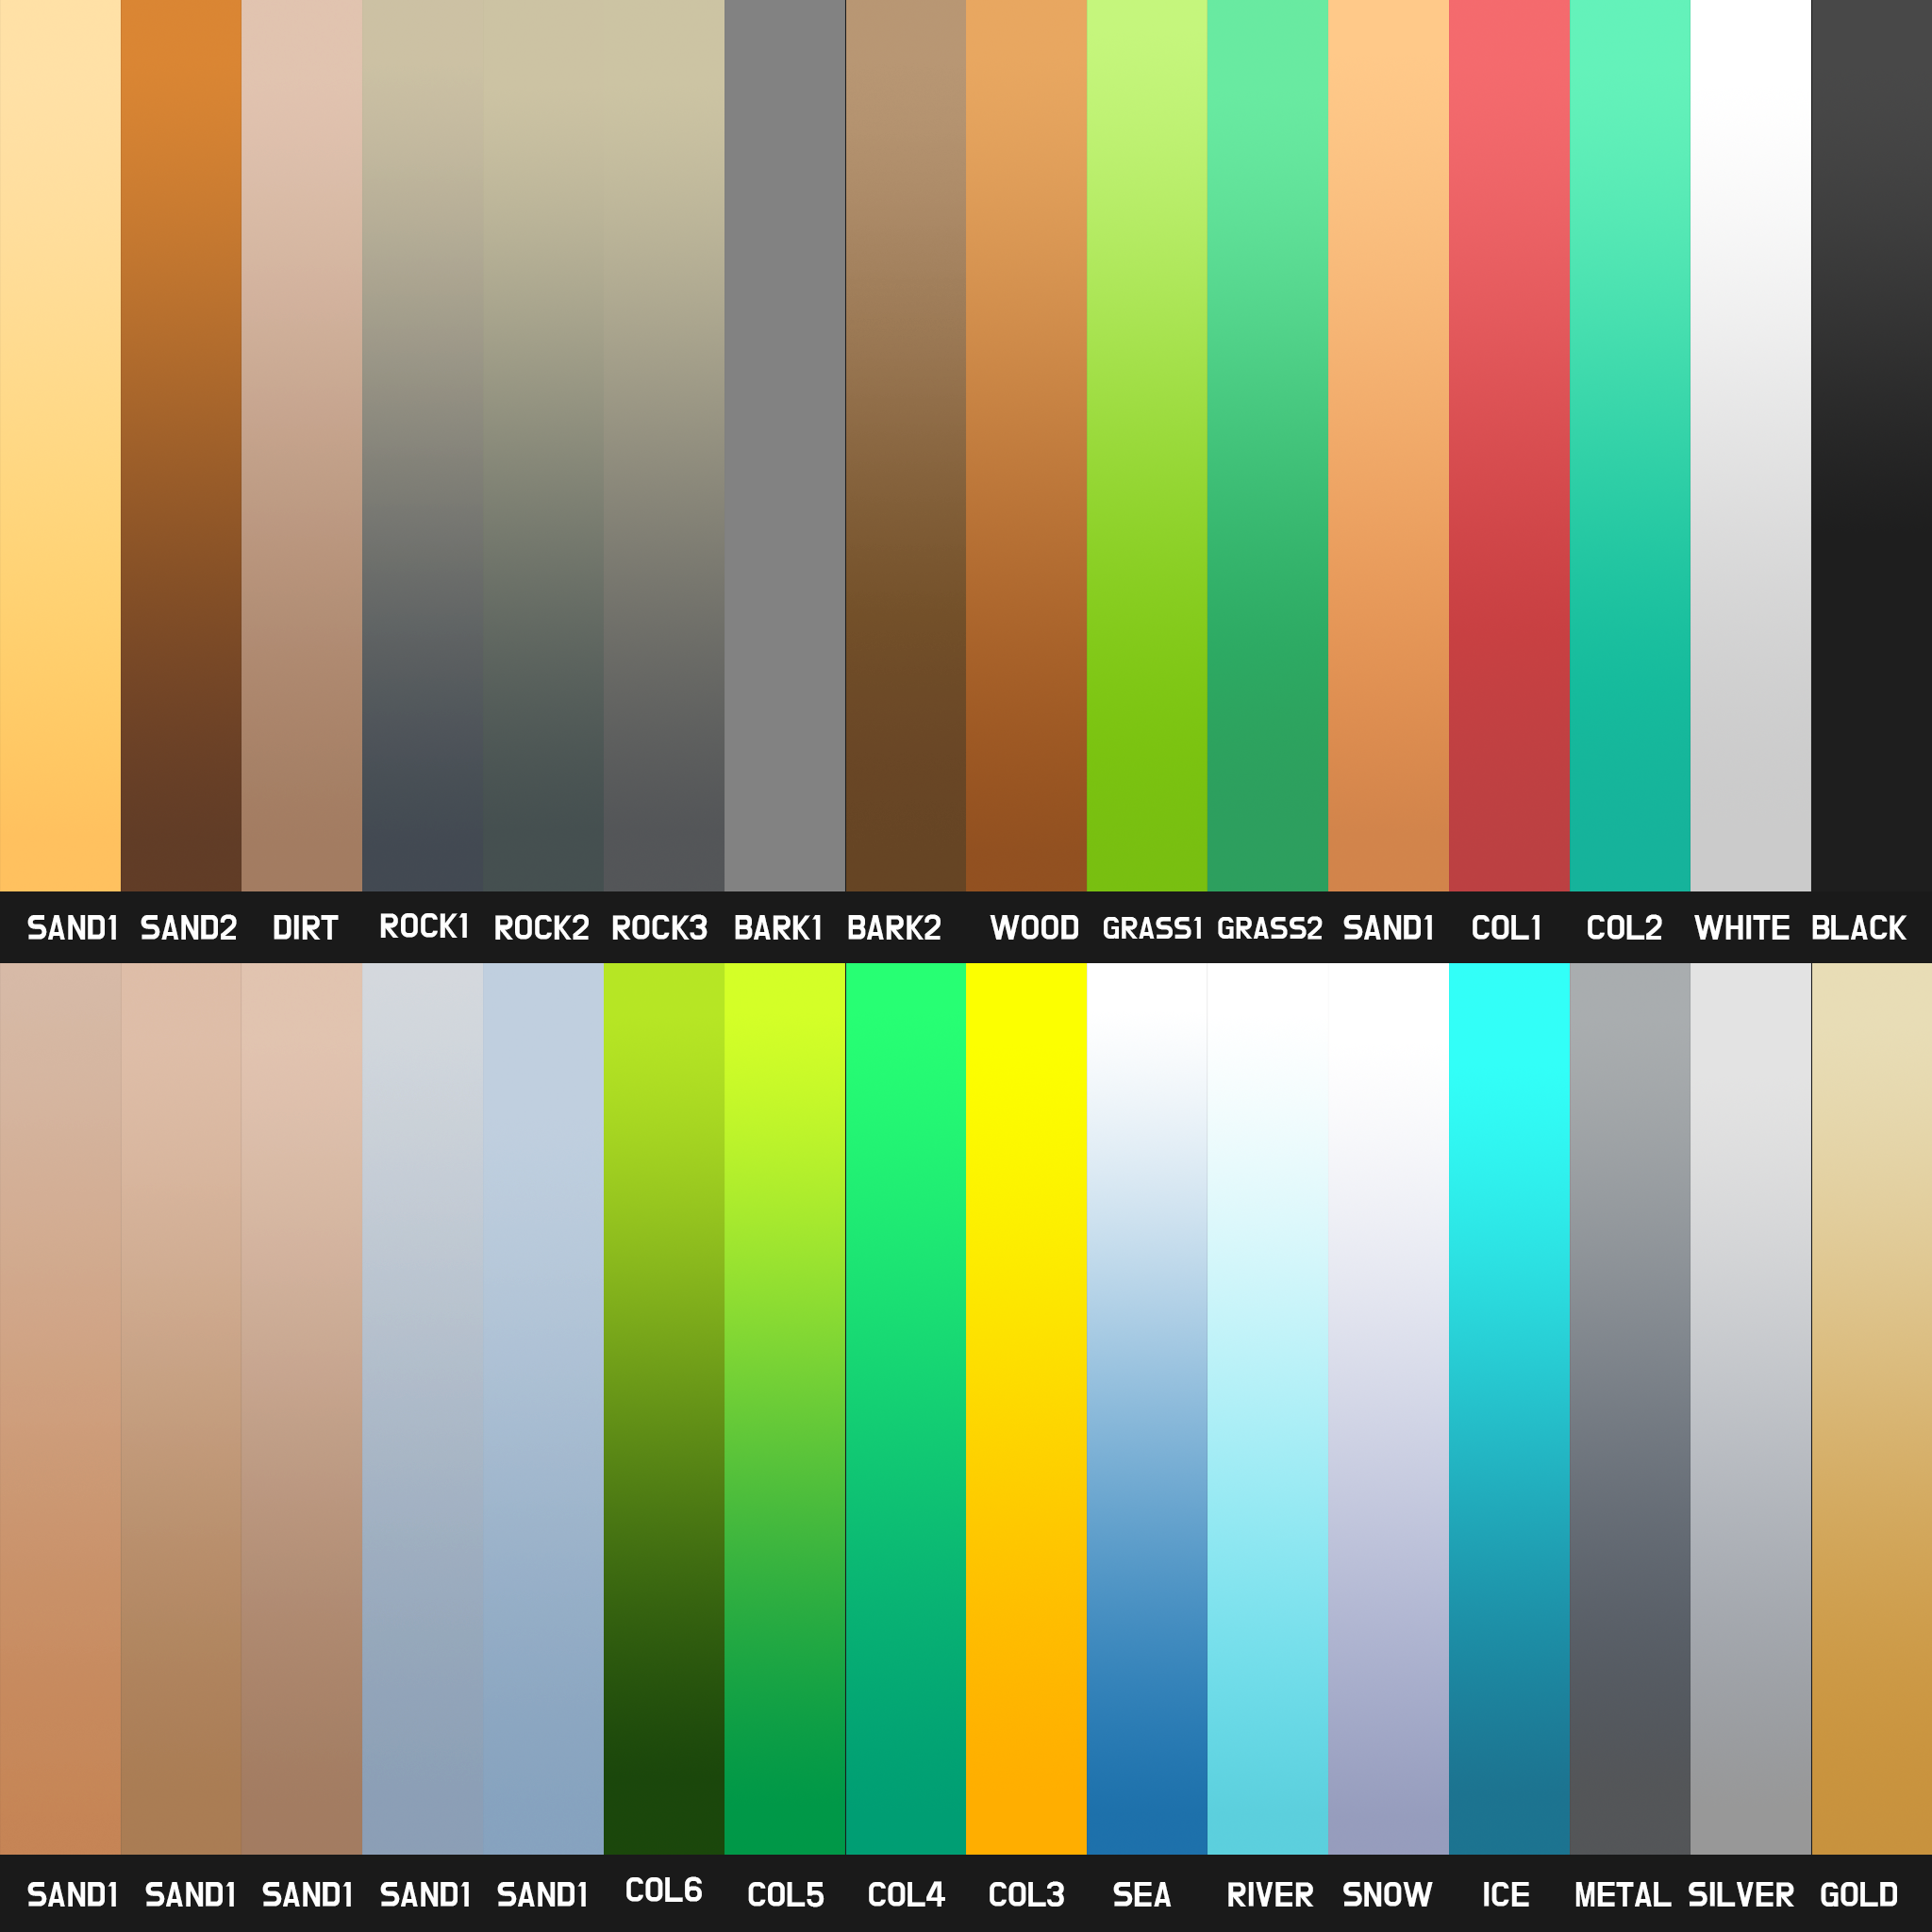 SAND1 SAND2 DIRT ROCK1 ROCK2 ROCK3 BARK1 BARK2 WOOD GRASS1 GRASS2 SAND1 COL1 COL2 WHITE BLACK
SAND1 SAND1 SAND1 SAND1 SAND1 COL6 COL5 COL4 COL3 SEA RIVER SNOW ICE METAL SILVER GOLD